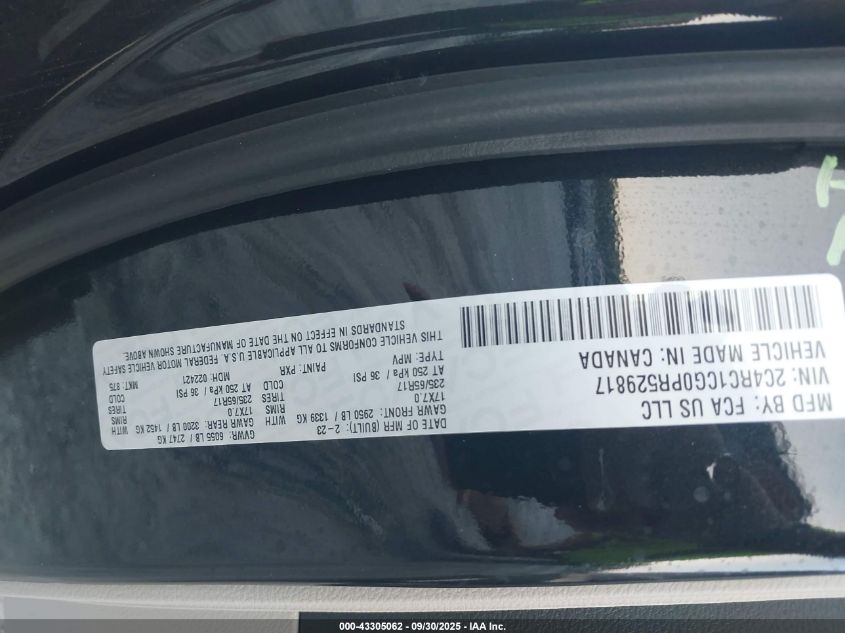 MFD BY: FCA US LLC
VIN: 2C4RC1CG0PR529817
VEHICLE MADE IN: CANADA
DATE OF MFR (BUILT): 2-23
GVWR: 6055 LB / 2747 KG
GAWR FRONT: 2950 LB / 1339 KG
GAWR REAR: 3200 LB / 1452 KG
WITH
17X7.0
RIMS
17X7.0
RIMS
235/65R17
TIRES
235/65R17
TIRES
AT 250 kPa / 36 PSI
COLD
AT 250 kPa / 36 PSI
COLD
TYPE: MPV
PAINT: PXR
MDH: 022421
MKT: 875
THIS VEHICLE CONFORMS TO ALL APPLICABLE U.S.A. FEDERAL MOTOR VEHICLE SAFETY
STANDARDS IN EFFECT ON THE DATE OF MANUFACTURE SHOWN ABOVE.
000-43305062 - 09/30/2025 - IAA Inc.